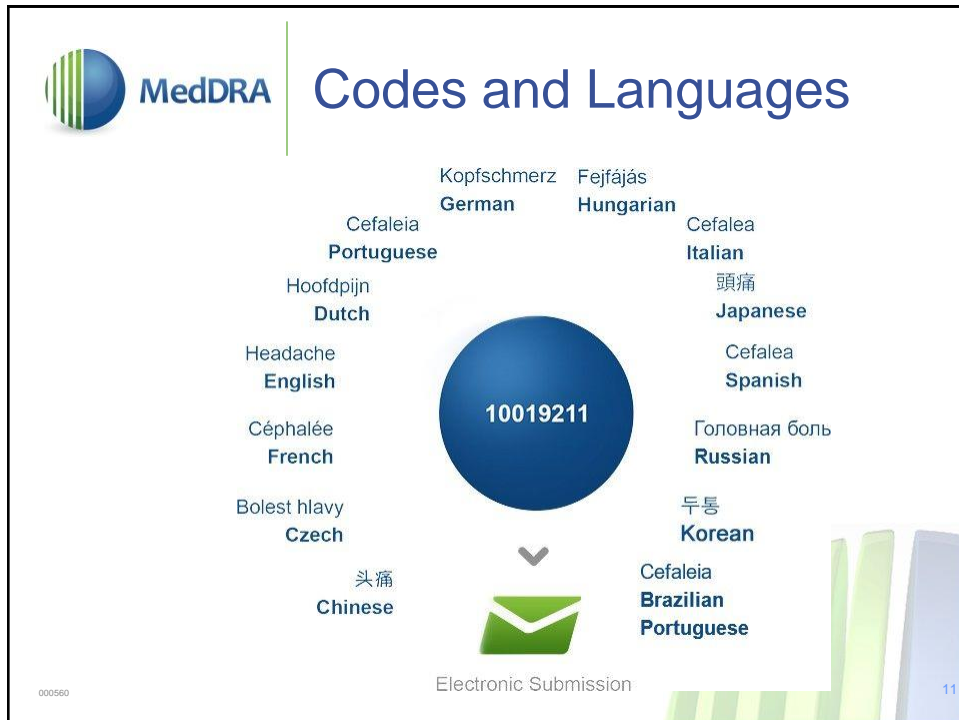 MedDRA
Codes and Languages
Kopfschmerz
German
Fejfájás
Hungarian
Cefaleia
Portuguese
Cefalea
Italian
Hoofdpijn
Dutch
頭痛
Japanese
Headache
English
Cefalea
Spanish
10019211
Céphalée
French
Головная боль
Russian
Bolest hlavy
Czech
두통
Korean
头痛
Chinese
Cefaleia
Brazilian
Portuguese
Electronic Submission
000560
11